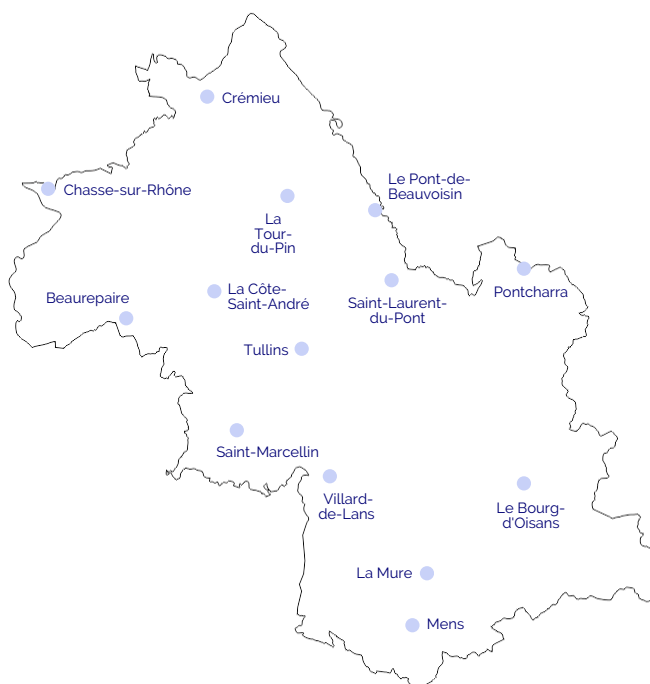 Crémieu
Chasse-sur-Rhône
Le Pont-de-
Beauvoisin
La
Tour-
du-Pin
Pontcharra
La Côte-
Saint-André
Beaurepaire
Saint-Laurent-
du-Pont
Tullins
Saint-Marcellin
Villard-
de-Lans
Le Bourg-
d'Oisans
La Mure
Mens